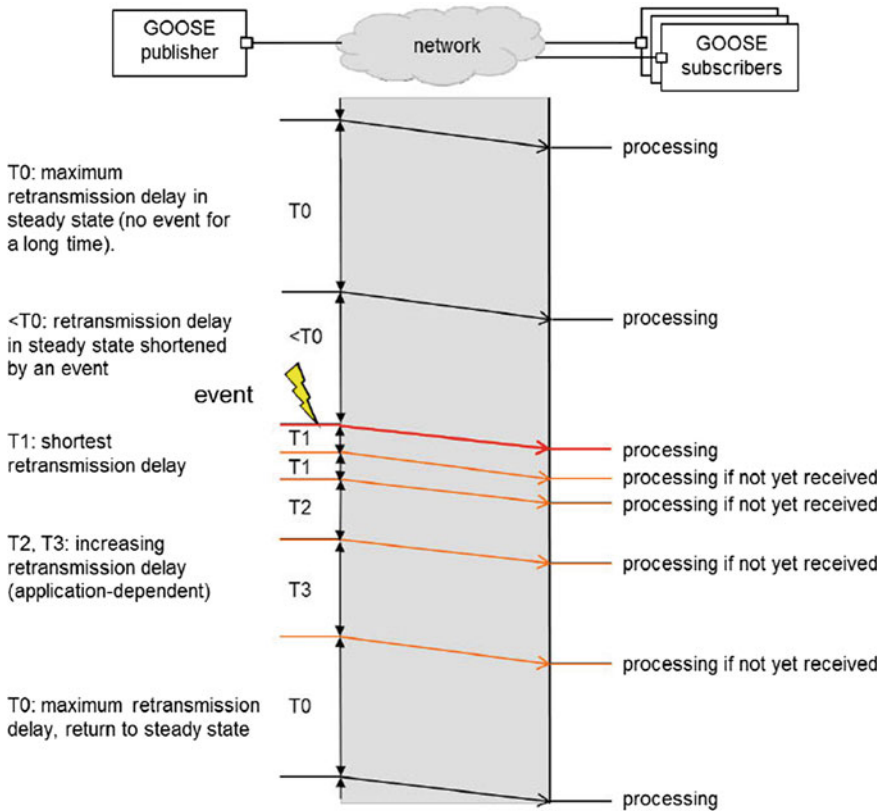 GOOSE
publisher
network
GOOSE
subscribers
processing
T0: maximum
retransmission delay in
steady state (no event for
a long time).
T0
processing
<T0: retransmission delay
in steady state shortened
by an event
<T0
event
T1: shortest
retransmission delay
T1
T1
processing
processing if not yet received
processing if not yet received
T2
T2, T3: increasing
retransmission delay
(application-dependent)
processing if not yet received
T3
processing if not yet received
T0: maximum retransmission
delay, return to steady state
T0
processing